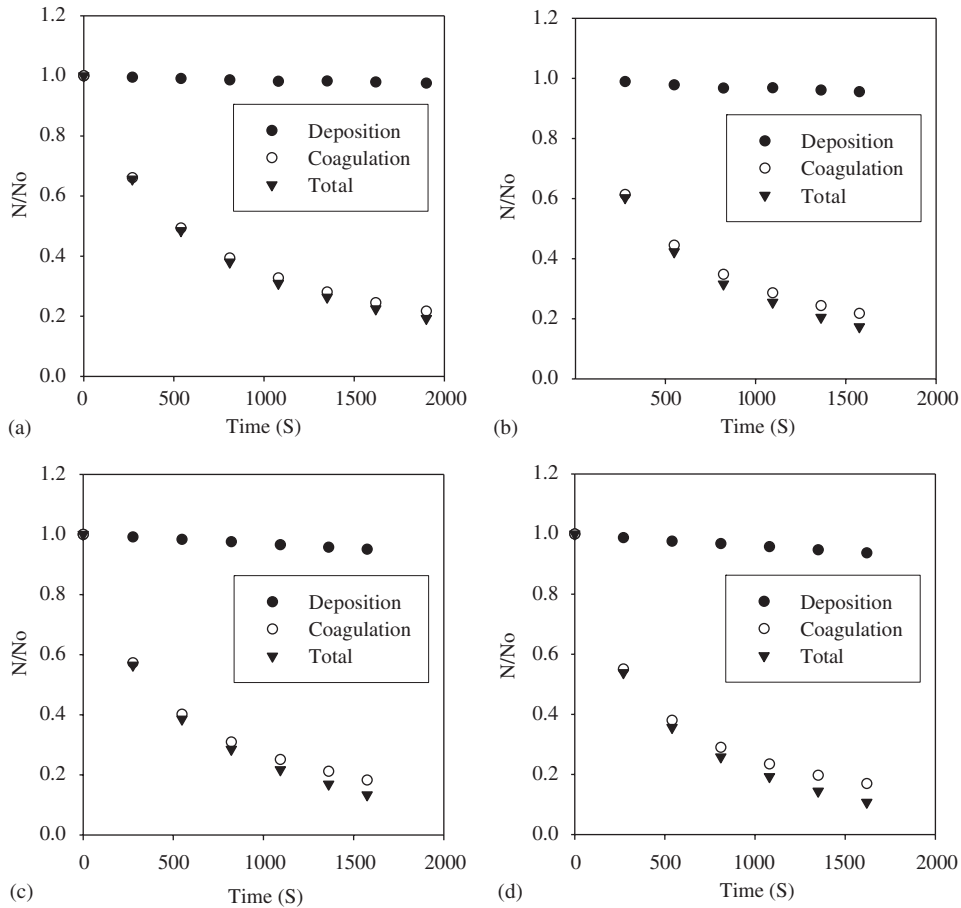 1.2
1.0
0.8
0.6
0.4
0.2
0.0
N/No
Deposition
Coagulation
Total
0
500
1000
1500
2000
Time (S)
(a)
1.2
1.0
0.8
0.6
0.4
0.2
0.0
N/No
Deposition
Coagulation
Total
500
1000
1500
2000
Time (S)
(b)
1.2
1.0
0.8
0.6
0.4
0.2
0.0
N/No
Deposition
Coagulation
Total
0
500
1000
1500
2000
Time (S)
(c)
1.2
1.0
0.8
0.6
0.4
0.2
0.0
N/No
Deposition
Coagulation
Total
0
500
1000
1500
2000
Time (S)
(d)